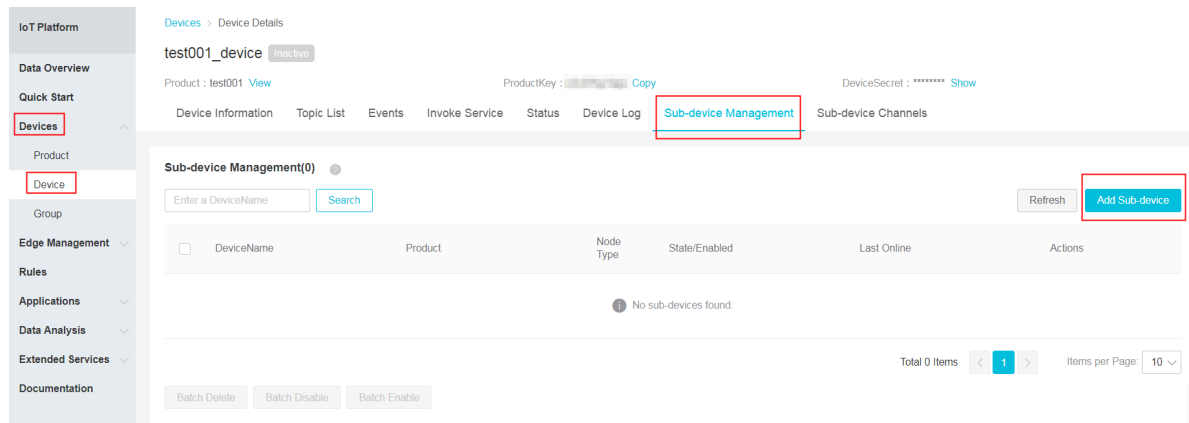 IoT Platform
Data Overview
Quick Start
Devices
Product
Device
Group
Edge Management
Rules
Applications
Data Analysis
Extended Services
Documentation
Devices > Device Details
test001_device Inactive
Product : test001 View ProductKey : Copy DeviceSecret : ******** Show
Device Information Topic List Events Invoke Service Status Device Log Sub-device Management Sub-device Channels
Sub-device Management(0)
Enter a DeviceName Search Refresh Add Sub-device
DeviceName Product Node Type State/Enabled Last Online Actions
No sub-devices found.
Total 0 Items < 1 > Items per Page: 10
Batch Delete Batch Disable Batch Enable